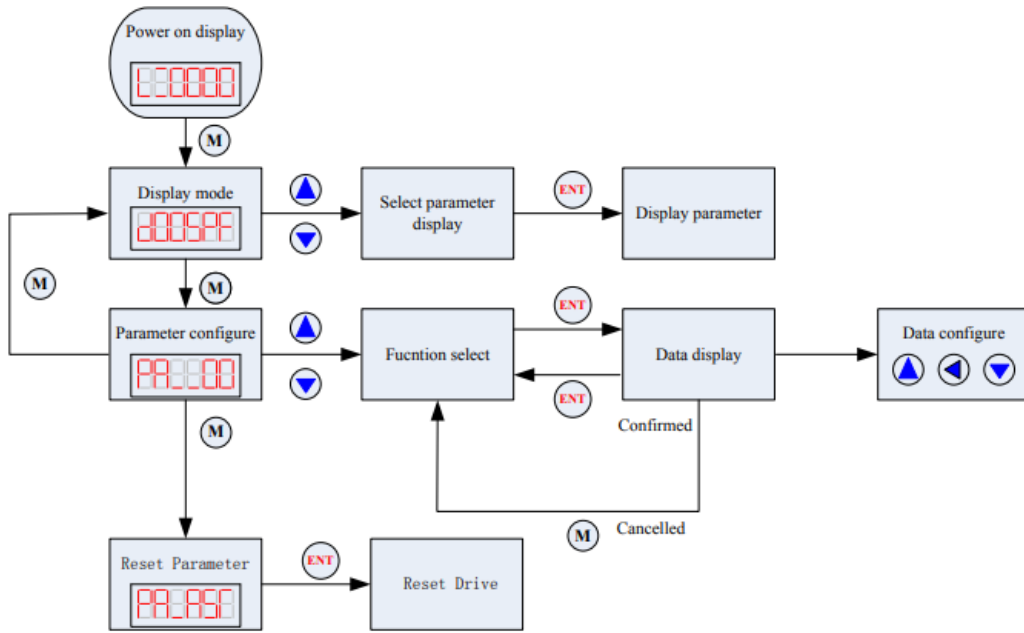 Power on display
M
Display mode
M
Select parameter
display
ENT
Display parameter
M
Parameter configure
PA__00
Fucntion select
ENT
ENT
Data display
Confirmed
Data configure
M
M
Cancelled
Reset Parameter
ENT
Reset Drive